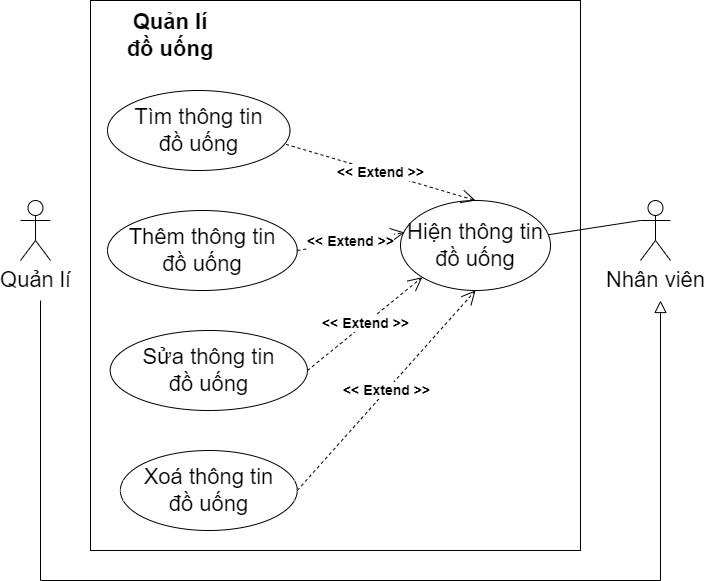 Quản lí
đồ uống
Tìm thông tin
đồ uống
<< Extend >>
Thêm thông tin
đồ uống
<< Extend >>
Hiện thông tin
đồ uống
Quản lí
Nhân viên
Sửa thông tin
đồ uống
<< Extend >>
<< Extend >>
Xoá thông tin
đồ uống